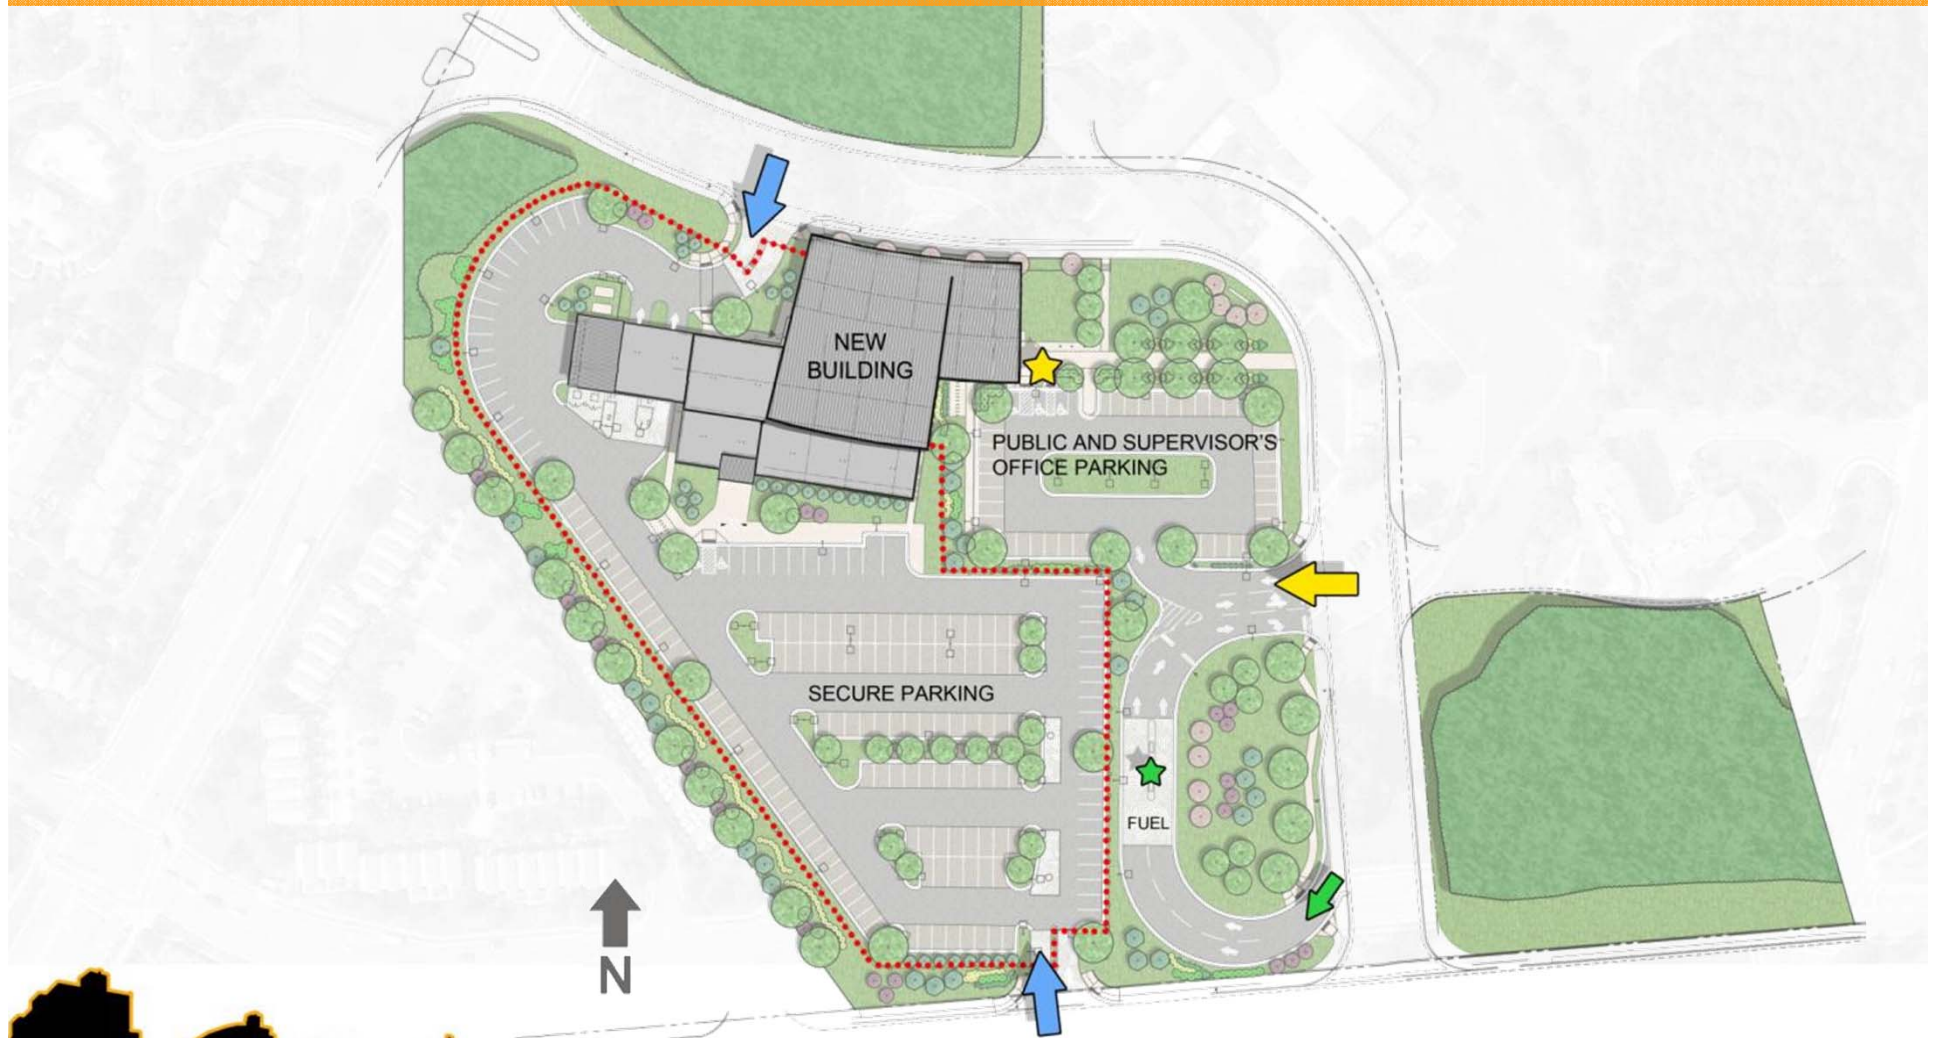 NEW
BUILDING
PUBLIC AND SUPERVISOR'S
OFFICE PARKING
SECURE PARKING
FUEL
N